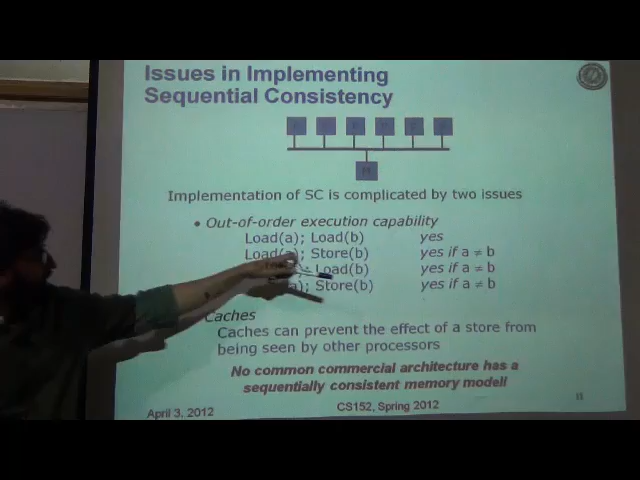 Issues in Implementing
Sequential Consistency
M
Implementation of SC is complicated by two issues
• Out-of-order execution capability
Load(a); Load(b) yes
Load(a); Store(b) yes if a ≠ b
Load(b) yes if a ≠ b
Store(b) yes if a ≠ b
Caches
Caches can prevent the effect of a store from
being seen by other processors
No common commercial architecture has a
sequentially consistent memory model!
April 3, 2012
CS152, Spring 2012